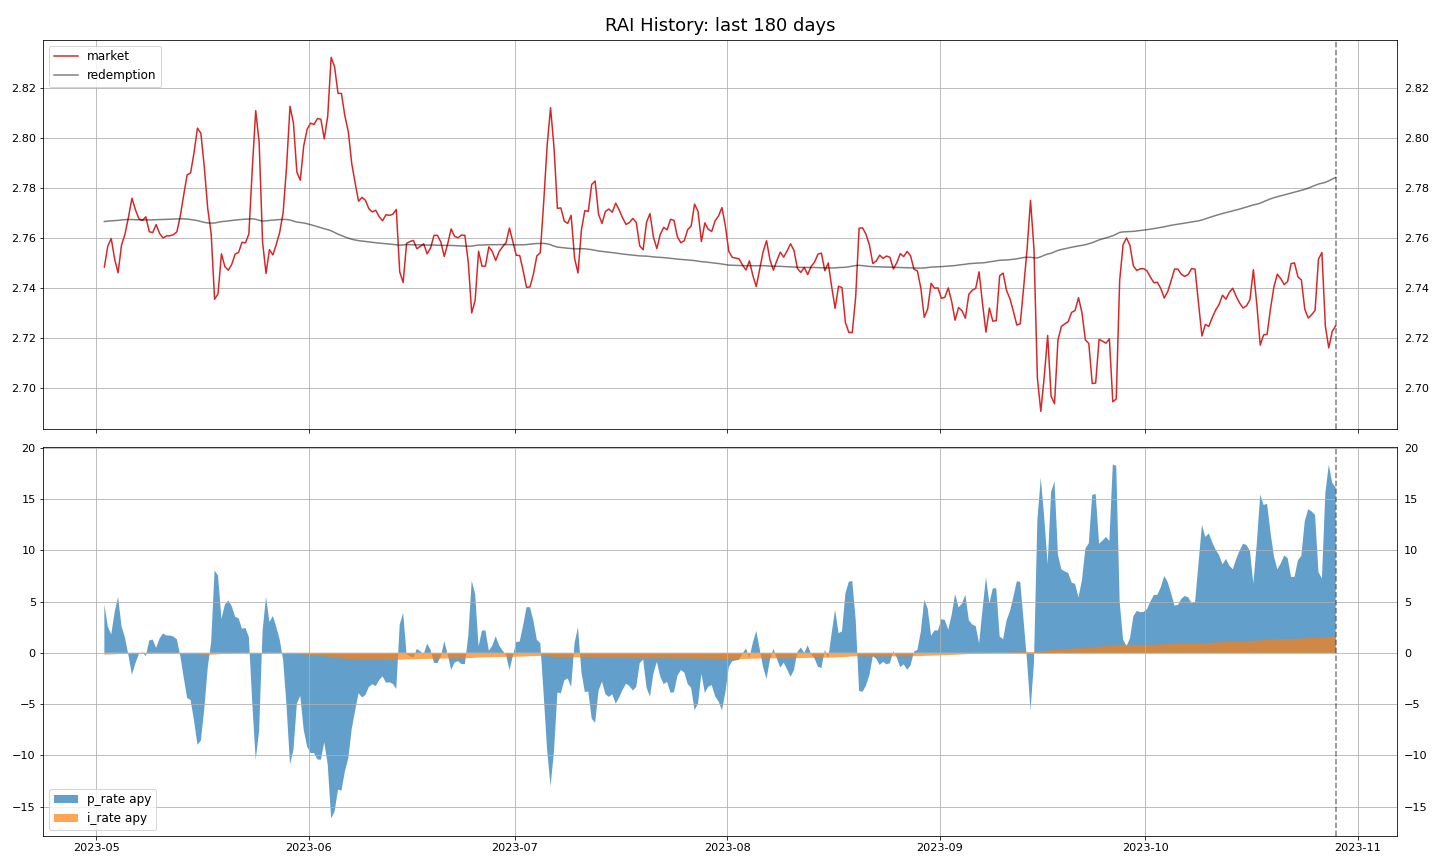 RAI History: last 180 days
market
redemption
2.82 2.82
2.80 2.80
2.78 2.78
2.76 2.76
2.74 2.74
2.72 2.72
2.70 2.70
20 20
15 15
10 10
5 5
0 0
−5 −5
−10 −10
−15 −15
p_rate apy
i_rate apy
2023-05 2023-06 2023-07 2023-08 2023-09 2023-10 2023-11